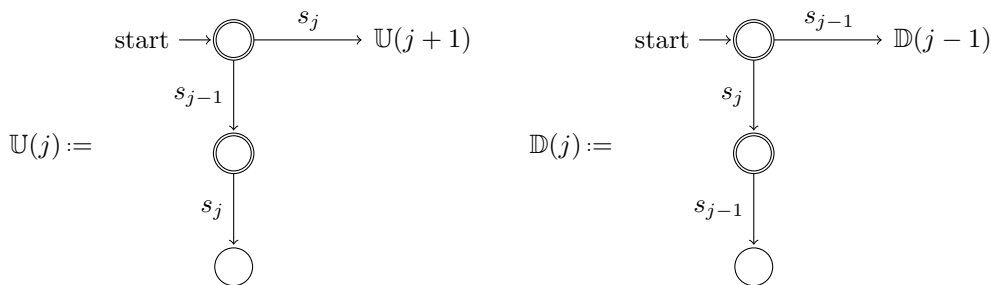 s_j s_{j-1}
start 𝕌(j + 1) start 𝔻(j − 1)
s_{j-1} s_j
𝕌(j) := 𝔻(j) :=
s_j s_{j-1}